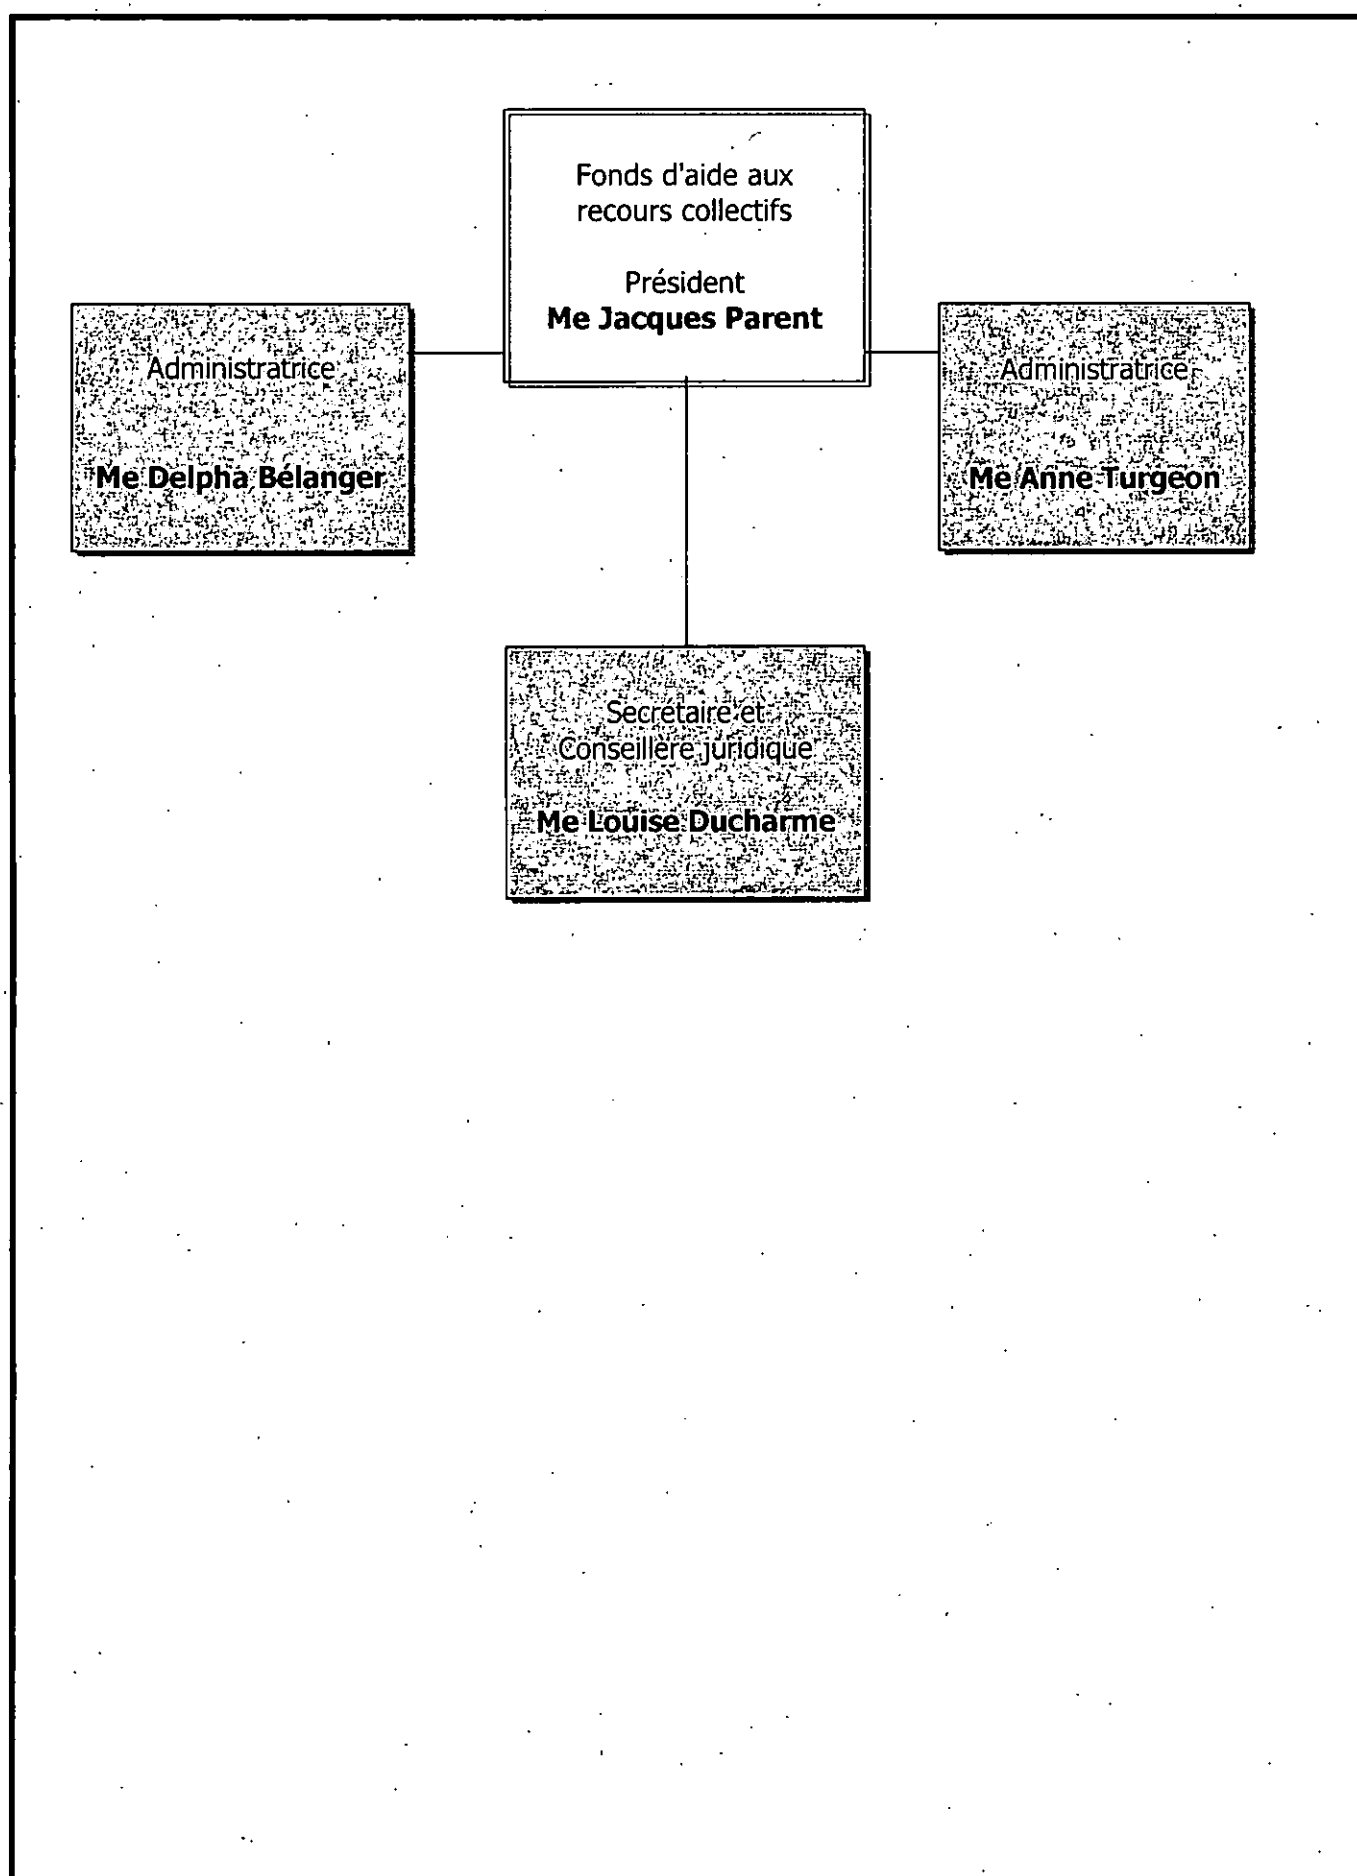 Fonds d'aide aux
recours collectifs
Président
Me Jacques Parent
Administratrice
Me Delpha Bélanger
Administratrice
Me Anne Turgeon
Secrétaire et
Conseillère juridique
Me Louise Ducharme